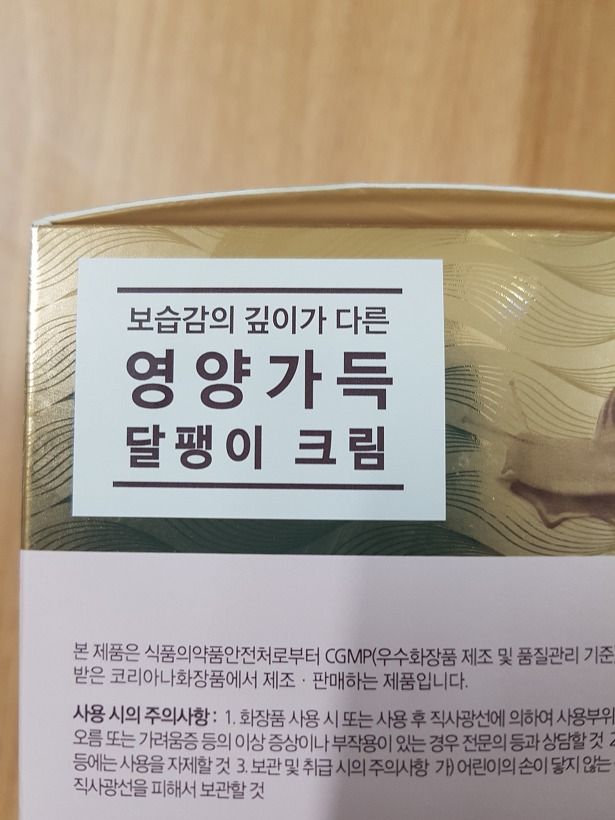 보습감의 깊이가 다른
영양가득
달팽이 크림
본 제품은 식품의약품안전처로부터 CGMP(우수화장품 제조 및 품질관리 기준
받은 코리아나화장품에서 제조 · 판매하는 제품입니다.
사용 시의 주의사항 : 1. 화장품 사용 시 또는 사용 후 직사광선에 의하여 사용부위
오름 또는 가려움증 등의 이상 증상이나 부작용이 있는 경우 전문의 등과 상담할 것 2
등에는 사용을 자제할 것 3. 보관 및 취급 시의 주의사항 가) 어린이의 손이 닿지 않는
직사광선을 피해서 보관할 것